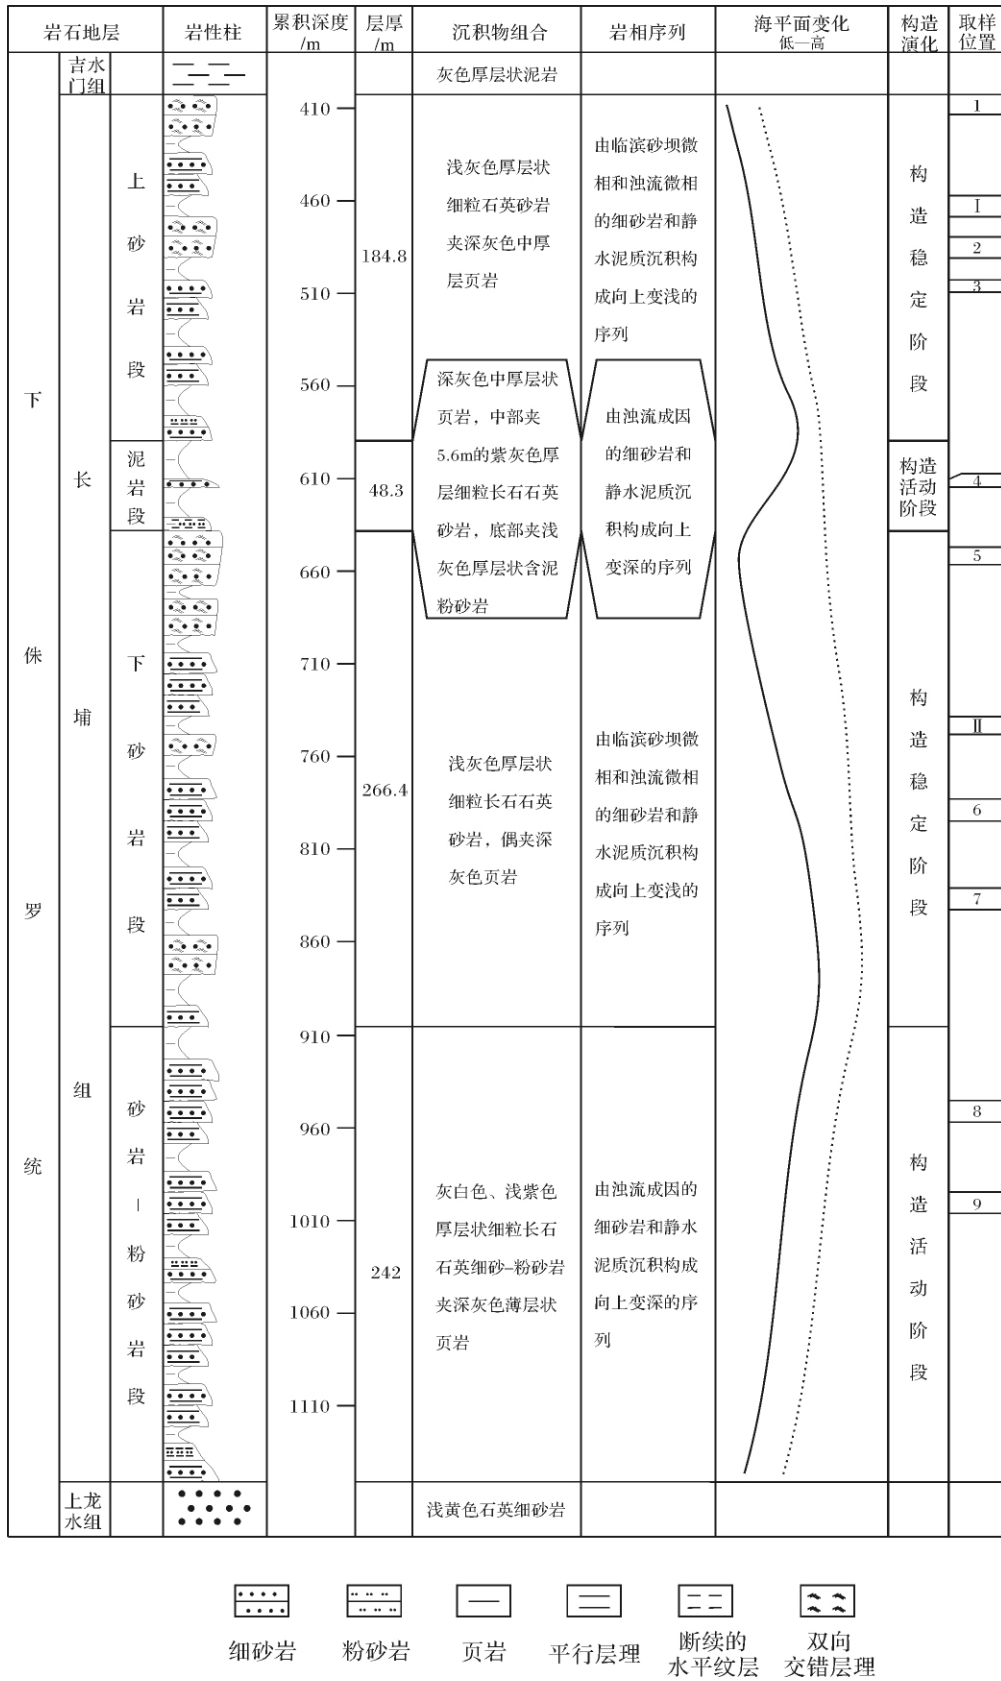 岩石地层
岩性柱
累积深度
/m
层厚
/m
沉积物组合
岩相序列
海平面变化
低—高
构造
演化
取样
位置
下
侏
罗
统
吉水
门组
长
埔
组
上龙
水组
上
砂
岩
段
泥
岩
段
下
砂
岩
段
砂
岩
–
粉
砂
岩
段
410
460
510
560
610
660
710
760
810
860
910
960
1010
1060
1110
184.8
48.3
266.4
242
灰色厚层状泥岩
浅灰色厚层状
细粒石英砂岩
夹深灰色中厚
层页岩
深灰色中厚层状
页岩，中部夹
5.6m的紫灰色厚
层细粒长石石英
砂岩，底部夹浅
灰色厚层状含泥
粉砂岩
浅灰色厚层状
细粒长石石英
砂岩，偶夹深
灰色页岩
灰白色、浅紫色
厚层状细粒长石
石英细砂–粉砂岩
夹深灰色薄层状
页岩
浅黄色石英细砂岩
由临滨砂坝微
相和浊流微相
的细砂岩和静
水泥质沉积构
成向上变浅的
序列
由浊流成因
的细砂岩和
静水泥质沉
积构成向上
变深的序列
由临滨砂坝微
相和浊流微相
的细砂岩和静
水泥质沉积构
成向上变浅的
序列
由浊流成因的
细砂岩和静水
泥质沉积构成
向上变深的序
列
构
造
稳
定
阶
段
构造
活动
阶段
构
造
稳
定
阶
段
构
造
活
动
阶
段
1
I
2
3
4
5
II
6
7
8
9
细砂岩
粉砂岩
页岩
平行层理
断续的
水平纹层
双向
交错层理